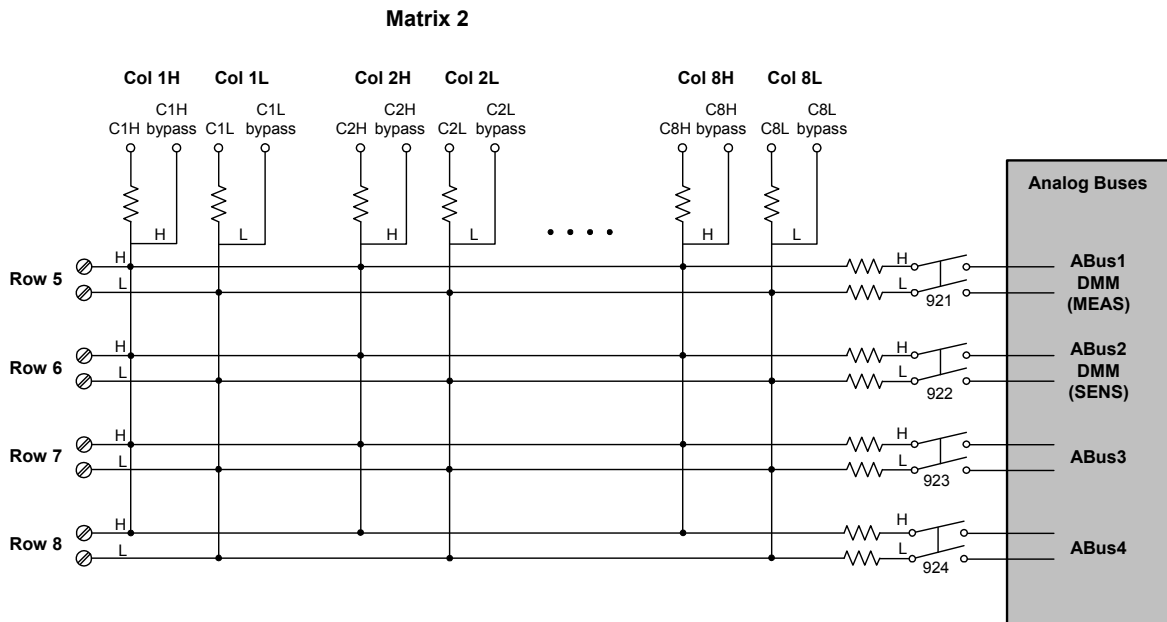 Matrix 2
Col 1H Col 1L Col 2H Col 2L Col 8H Col 8L
C1H C1L C2H C2L C8H C8L
C1H bypass C1L bypass C2H bypass C2L bypass C8H bypass C8L bypass
Analog Buses
H L H L H L
H H ABus1
Row 5 DMM
L L (MEAS)
921
H H ABus2
Row 6 DMM
L L (SENS)
922
H H
Row 7 ABus3
L L
923
H H
Row 8 ABus4
L L
924